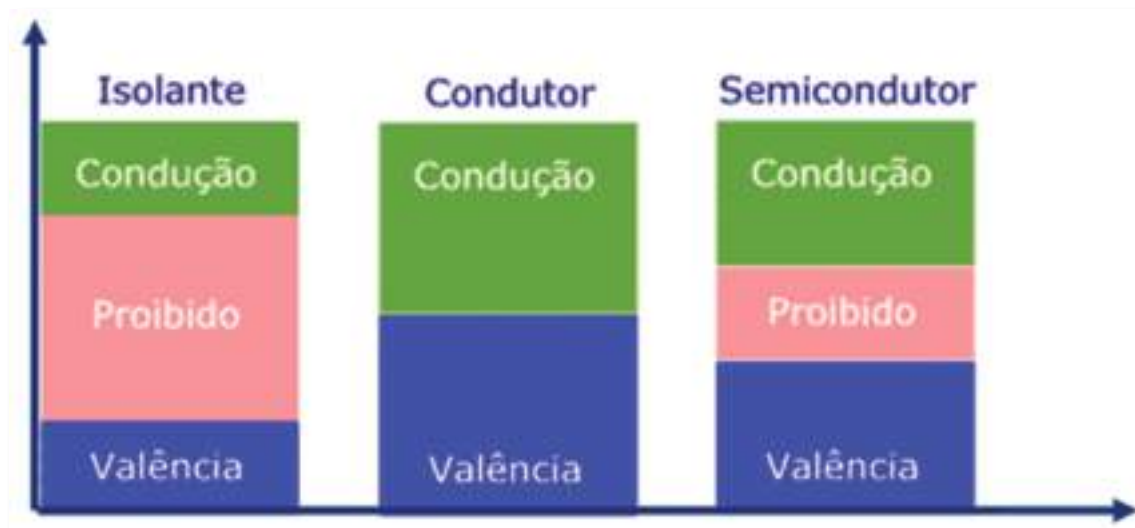 Isolante
Condução
Proibido
Valência
Condutor
Condução
Valência
Semicondutor
Condução
Proibido
Valência